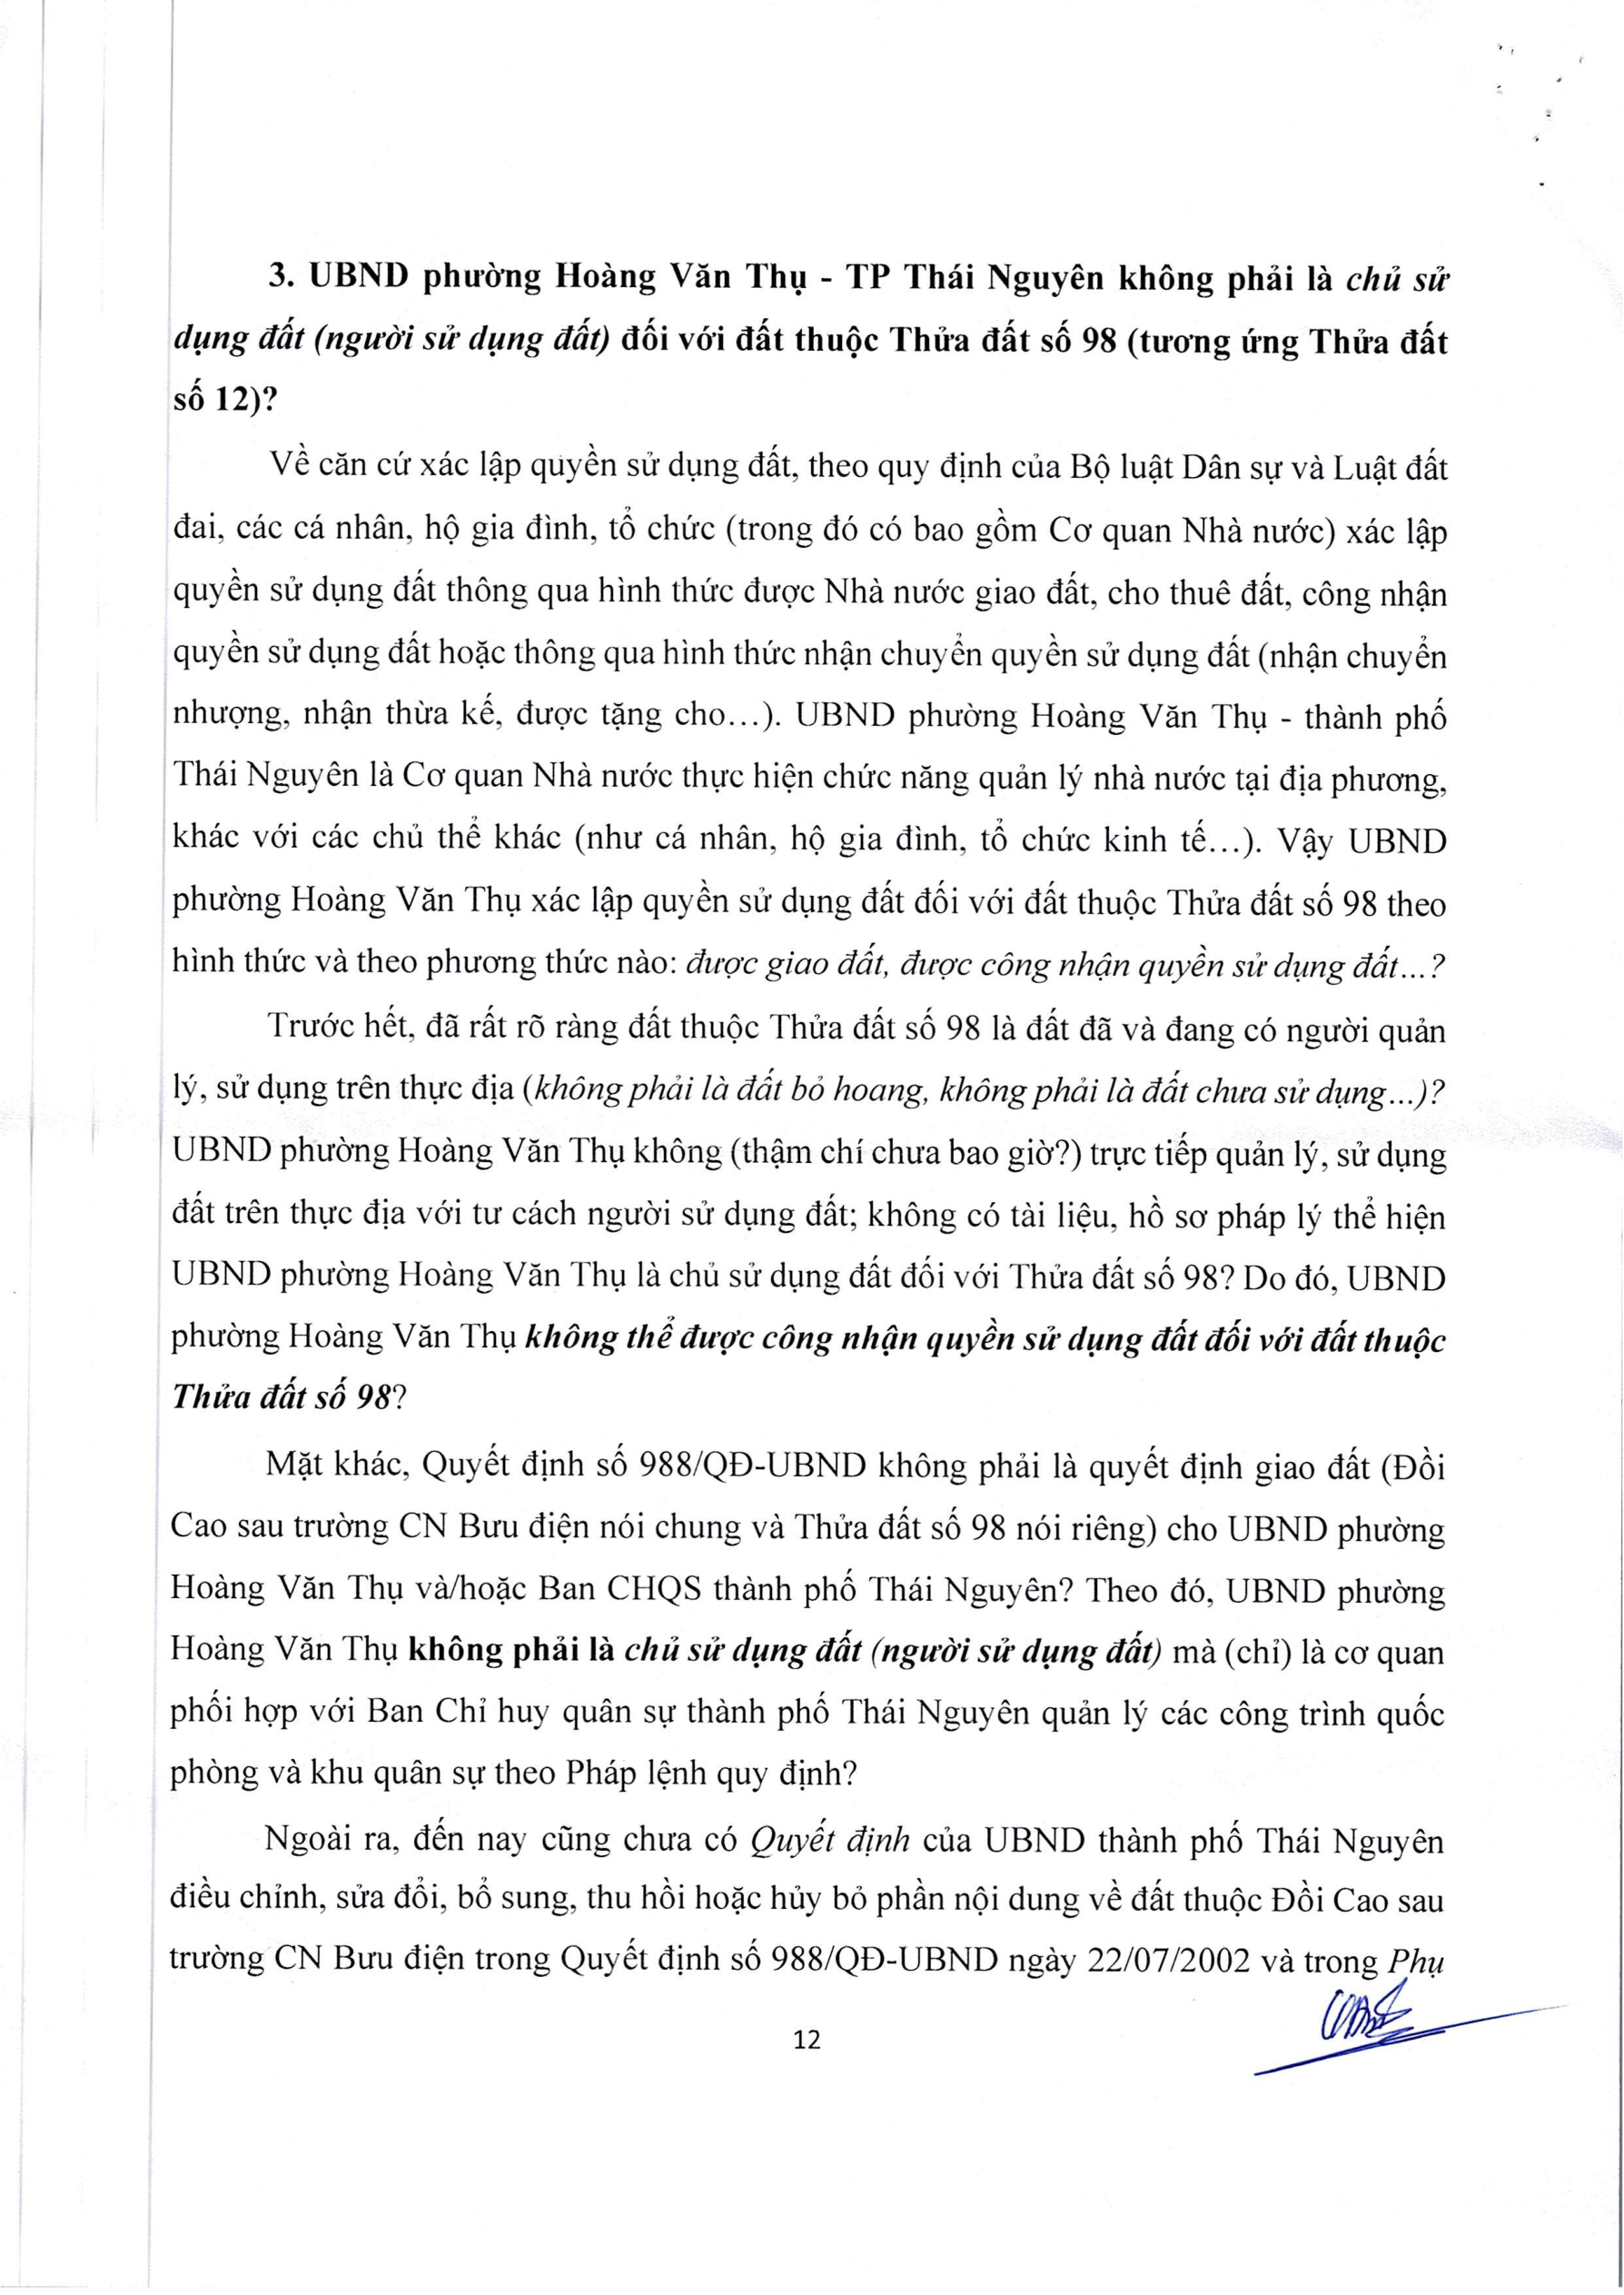 3. UBND phường Hoàng Văn Thụ - TP Thái Nguyên không phải là chủ sử
dụng đất (người sử dụng đất) đối với đất thuộc Thửa đất số 98 (tương ứng Thửa đất
số 12)?
Về căn cứ xác lập quyền sử dụng đất, theo quy định của Bộ luật Dân sự và Luật đất
đai, các cá nhân, hộ gia đình, tổ chức (trong đó có bao gồm Cơ quan Nhà nước) xác lập
quyền sử dụng đất thông qua hình thức được Nhà nước giao đất, cho thuê đất, công nhận
quyền sử dụng đất hoặc thông qua hình thức nhận chuyển quyền sử dụng đất (nhận chuyển
nhượng, nhận thừa kế, được tặng cho...). UBND phường Hoàng Văn Thụ - thành phố
Thái Nguyên là Cơ quan Nhà nước thực hiện chức năng quản lý nhà nước tại địa phương,
khác với các chủ thể khác (như cá nhân, hộ gia đình, tổ chức kinh tế...). Vậy UBND
phường Hoàng Văn Thụ xác lập quyền sử dụng đất đối với đất thuộc Thửa đất số 98 theo
hình thức và theo phương thức nào: được giao đất, được công nhận quyền sử dụng đất...?
Trước hết, đã rất rõ ràng đất thuộc Thửa đất số 98 là đất đã và đang có người quản
lý, sử dụng trên thực địa (không phải là đất bỏ hoang, không phải là đất chưa sử dụng...)?
UBND phường Hoàng Văn Thụ không (thậm chí chưa bao giờ?) trực tiếp quản lý, sử dụng
đất trên thực địa với tư cách người sử dụng đất; không có tài liệu, hồ sơ pháp lý thể hiện
UBND phường Hoàng Văn Thụ là chủ sử dụng đất đối với Thửa đất số 98? Do đó, UBND
phường Hoàng Văn Thụ không thể được công nhận quyền sử dụng đất đối với đất thuộc
Thửa đất số 98?
Mặt khác, Quyết định số 988/QĐ-UBND không phải là quyết định giao đất (Đồi
Cao sau trường CN Bưu điện nói chung và Thửa đất số 98 nói riêng) cho UBND phường
Hoàng Văn Thụ và/hoặc Ban CHQS thành phố Thái Nguyên? Theo đó, UBND phường
Hoàng Văn Thụ không phải là chủ sử dụng đất (người sử dụng đất) mà (chỉ) là cơ quan
phối hợp với Ban Chỉ huy quân sự thành phố Thái Nguyên quản lý các công trình quốc
phòng và khu quân sự theo Pháp lệnh quy định?
Ngoài ra, đến nay cũng chưa có Quyết định của UBND thành phố Thái Nguyên
điều chỉnh, sửa đổi, bổ sung, thu hồi hoặc hủy bỏ phần nội dung về đất thuộc Đồi Cao sau
trường CN Bưu điện trong Quyết định số 988/QĐ-UBND ngày 22/07/2002 và trong Phụ
12